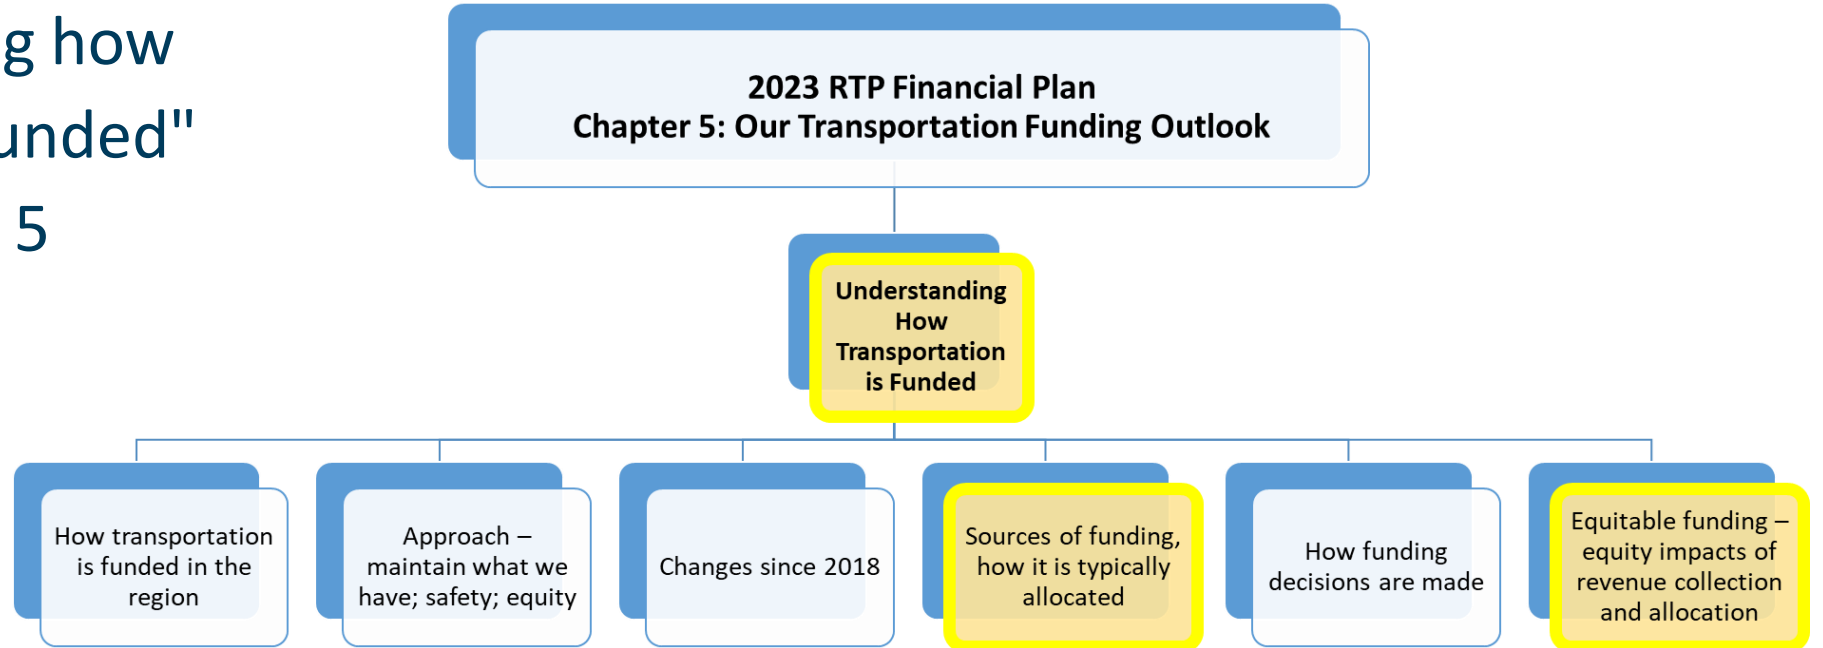 g how
unded"
5
2023 RTP Financial Plan
Chapter 5: Our Transportation Funding Outlook
Understanding
How
Transportation
is Funded
How transportation
is funded in the
region
Approach –
maintain what we
have; safety; equity
Changes since 2018
Sources of funding,
how it is typically
allocated
How funding
decisions are made
Equitable funding –
equity impacts of
revenue collection
and allocation